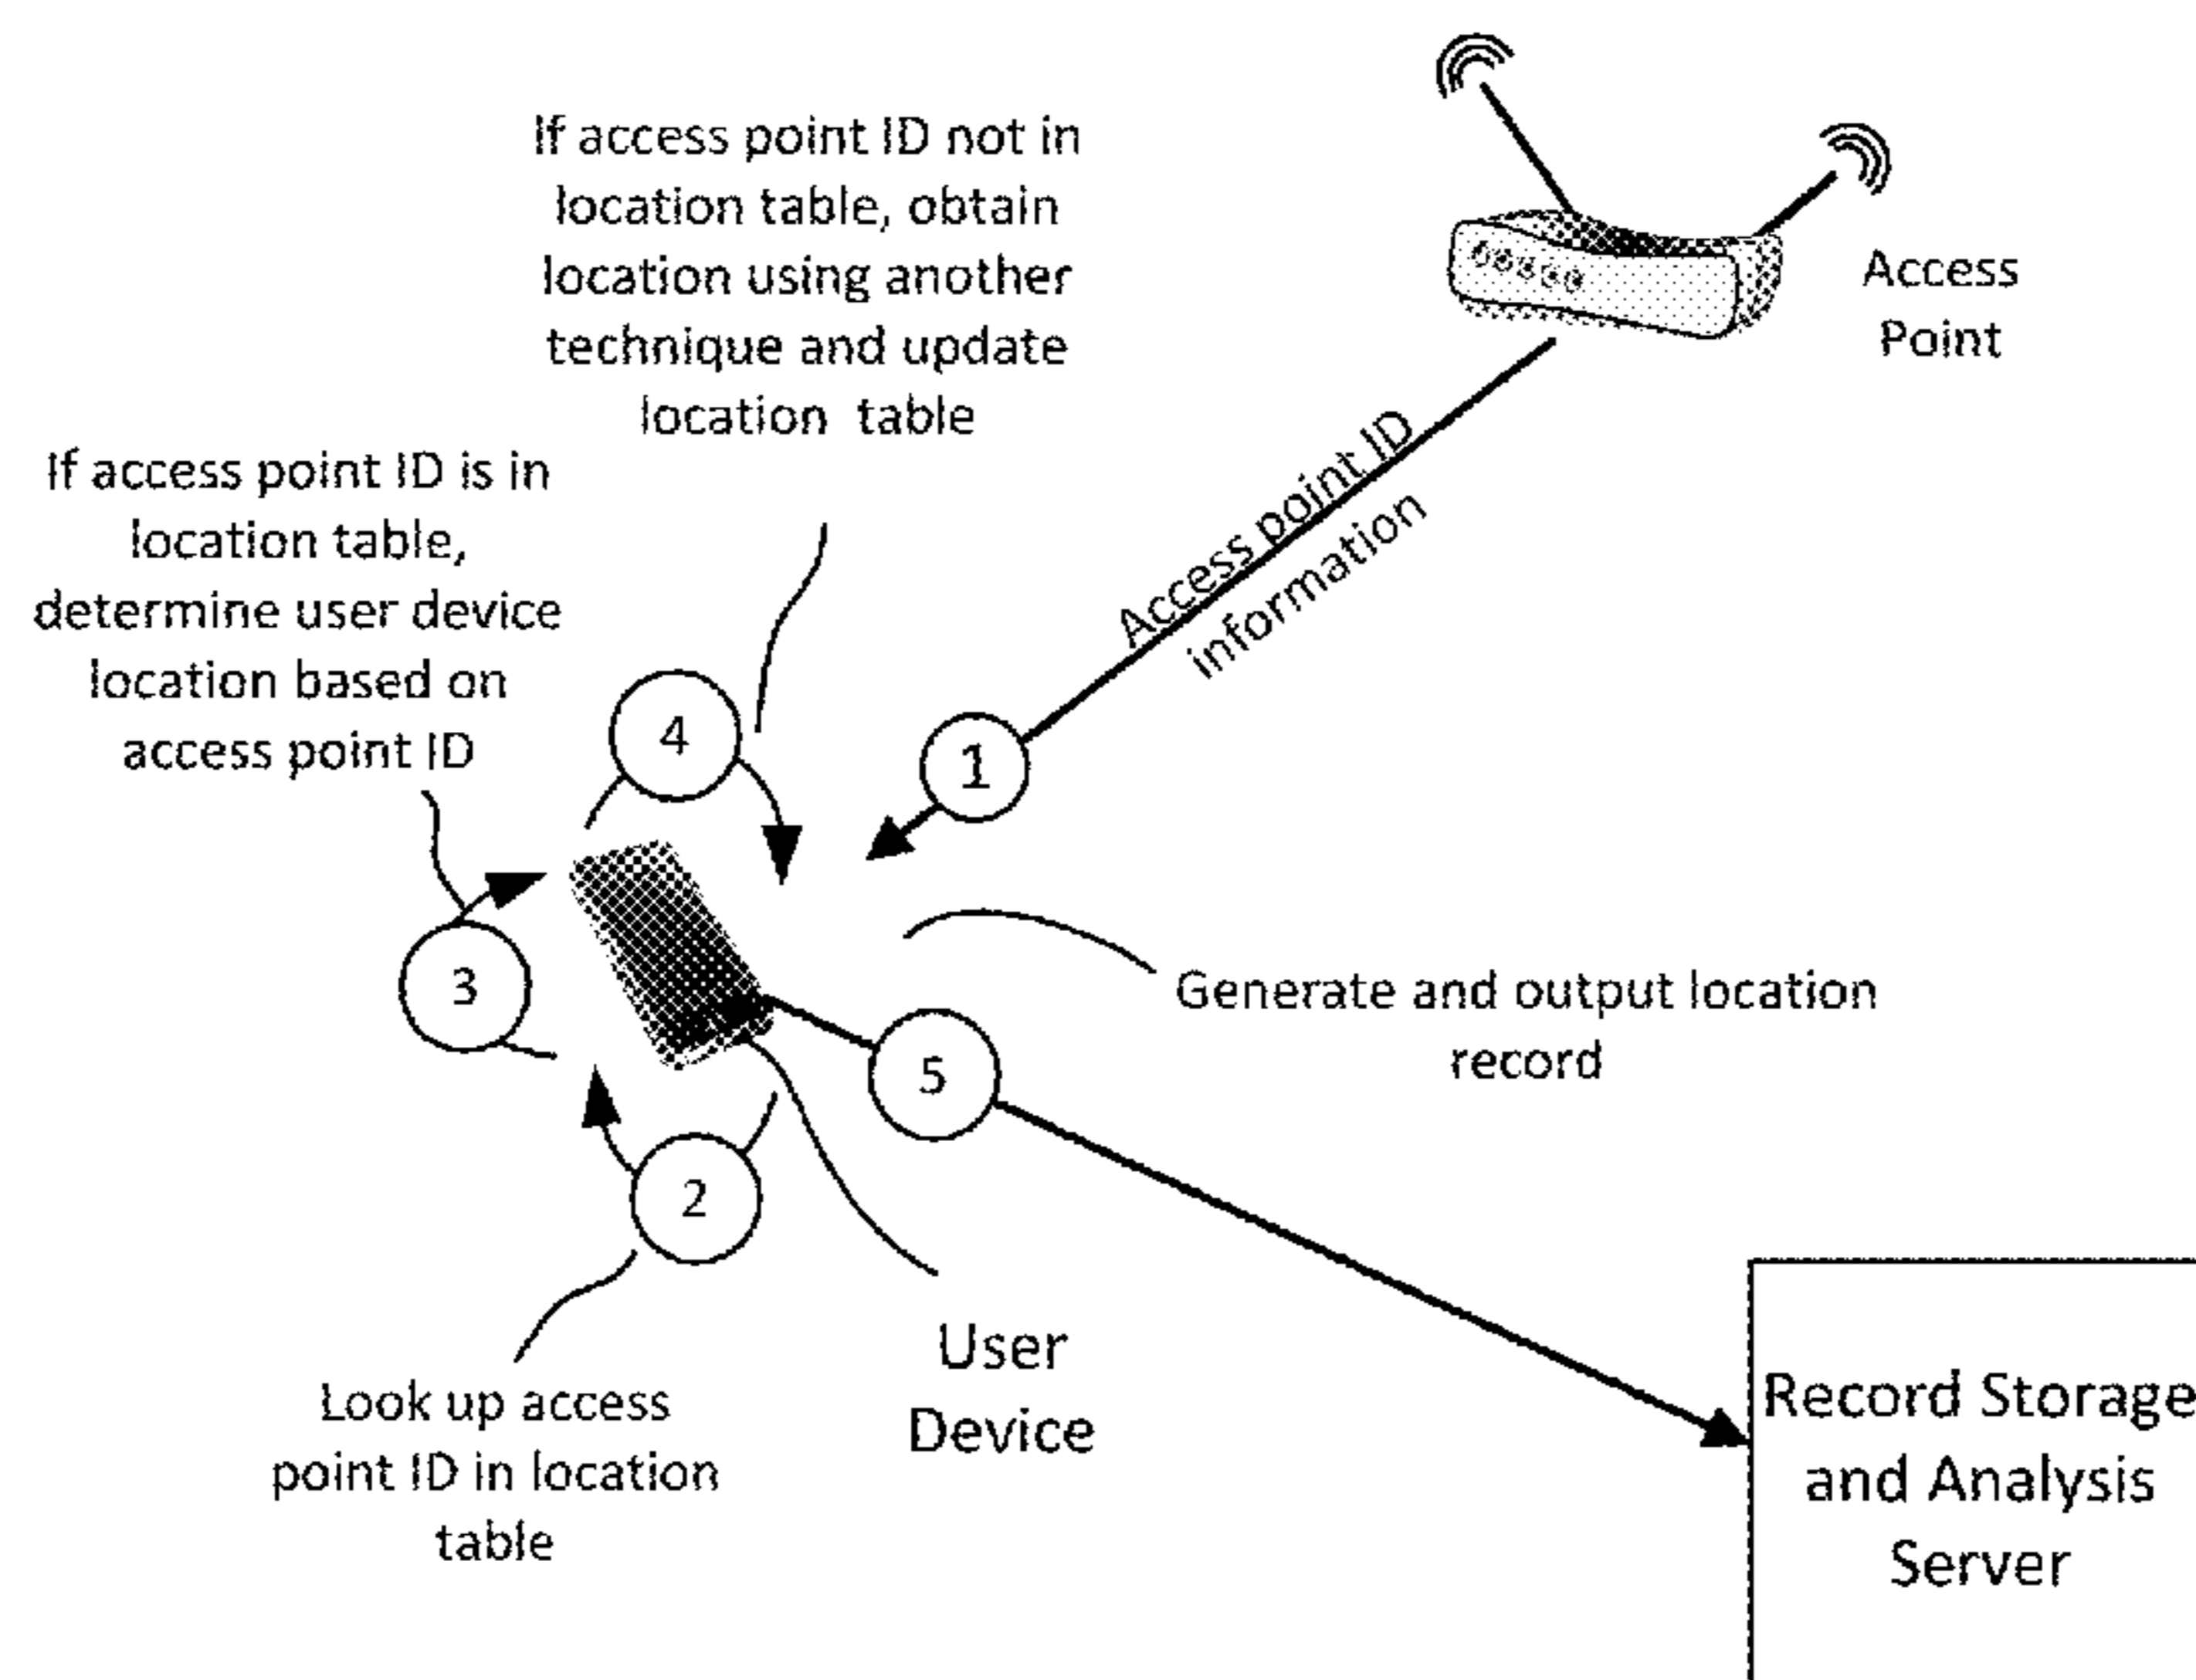 If access point ID not in
location table, obtain
location using another
technique and update
location table
Access
Point
If access point ID is in
location table,
determine user device
location based on
access point ID
Access point ID
information
4
1
3
Generate and output location
record
5
2
User
Device
Look up access
point ID in location
table
Record Storage
and Analysis
Server